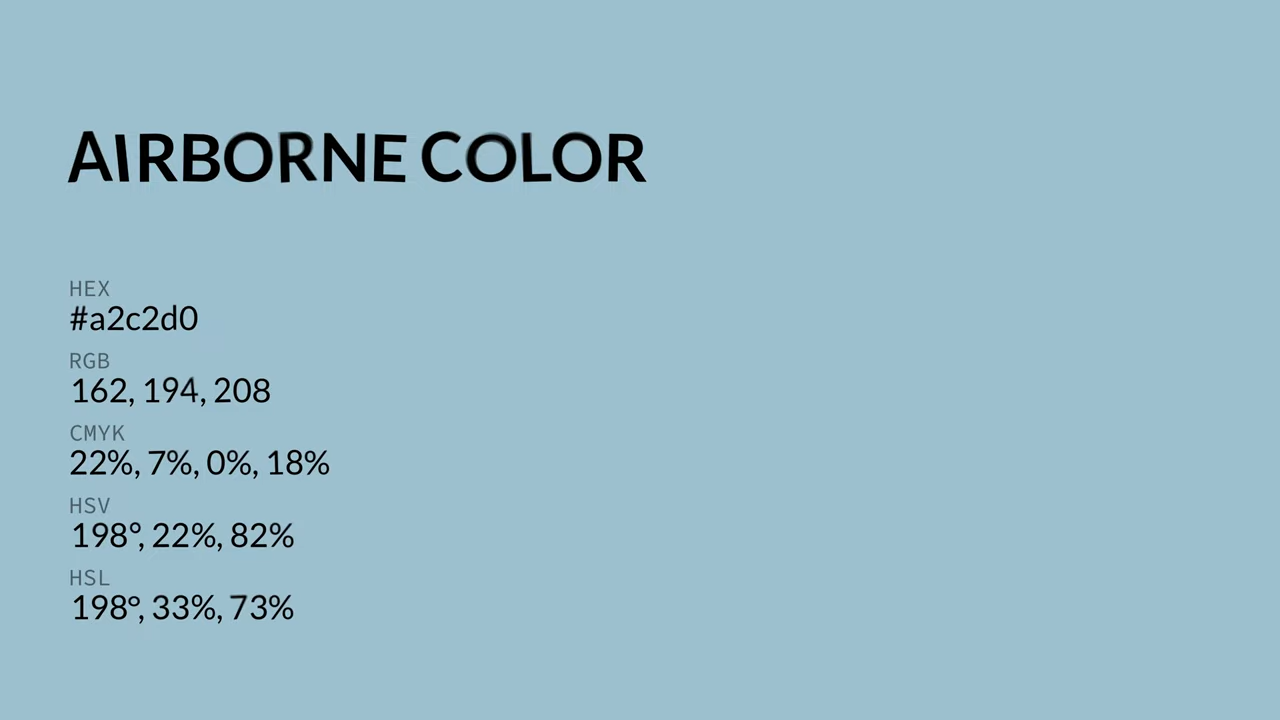 AIRBORNE COLOR
HEX
#a2c2d0
RGB
162, 194, 208
CMYK
22%, 7%, 0%, 18%
HSV
198°, 22%, 82%
HSL
198°, 33%, 73%